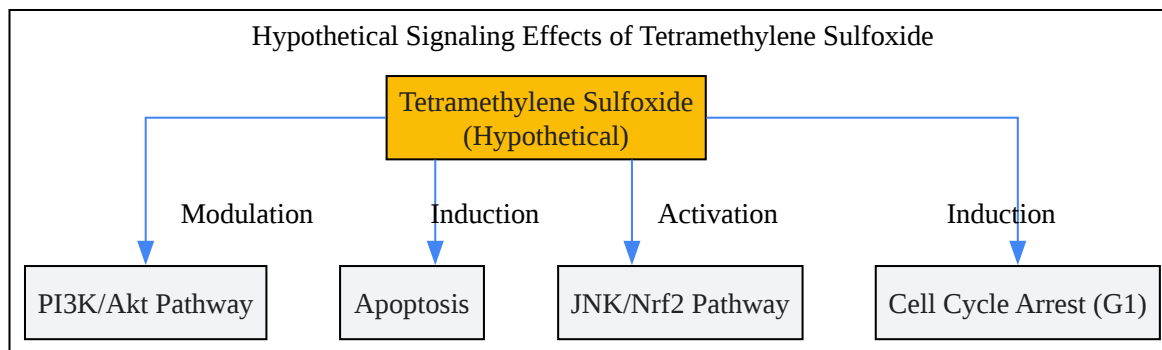 Hypothetical Signaling Effects of Tetramethylene Sulfoxide
Tetramethylene Sulfoxide
(Hypothetical)
Modulation
Induction
Activation
Induction
PI3K/Akt Pathway
Apoptosis
JNK/Nrf2 Pathway
Cell Cycle Arrest (G1)